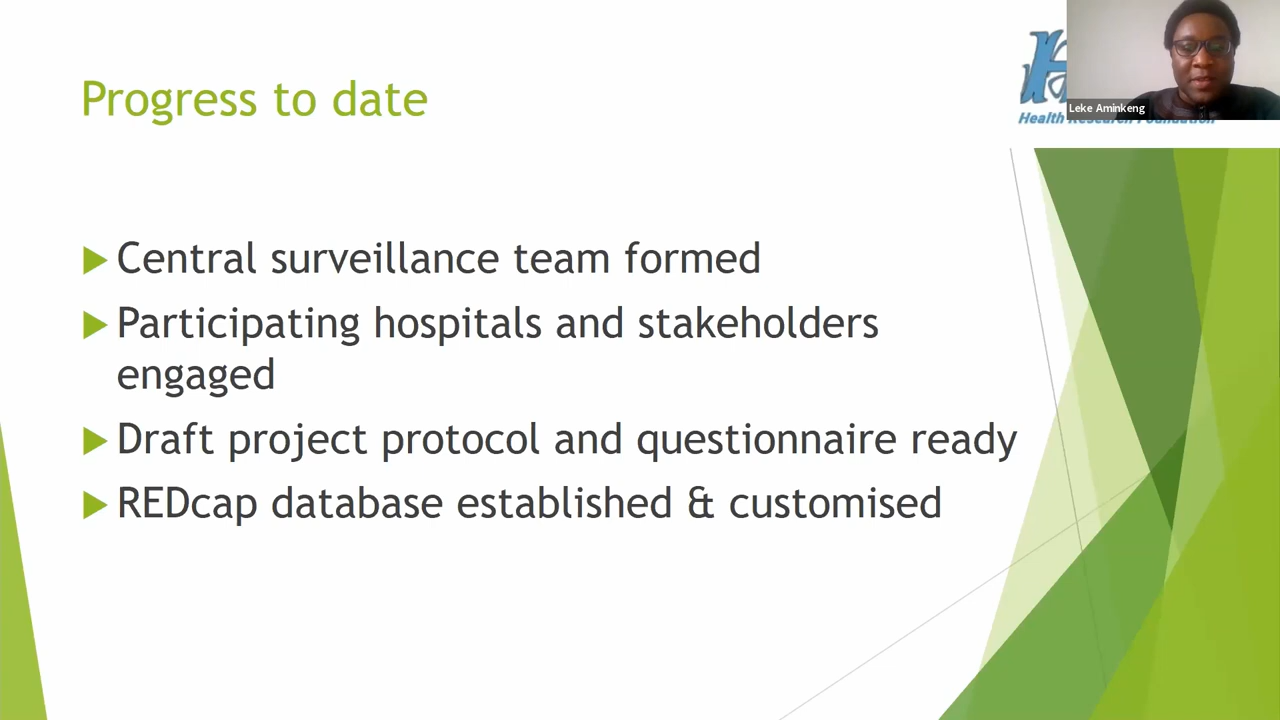 Progress to date
Leke Aminkeng
Health Research Foundation
Central surveillance team formed
Participating hospitals and stakeholders
engaged
Draft project protocol and questionnaire ready
REDcap database established & customised